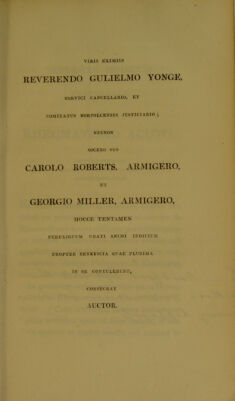 VIRIS EXIMIIS
REVERENDO GULIELMO YONGE,
NORVICI CANCELLARIO, ET
COMITATUS NORFOLCENSIS JUSTICIARIO;
NECNON
SOCERO SUO
CAROLO ROBERTS, ARMIGERO,
ET
GEORGIO MILLER, ARMIGERO,
HOCCE TENTAMEN
PEREXIGUUM GRATI ANIMI INDICIUM
PROPTER BENEFICIA QUAE PLURIMA
IN SE CONTULERUNT,
CONSECRAT
AUCTOR.